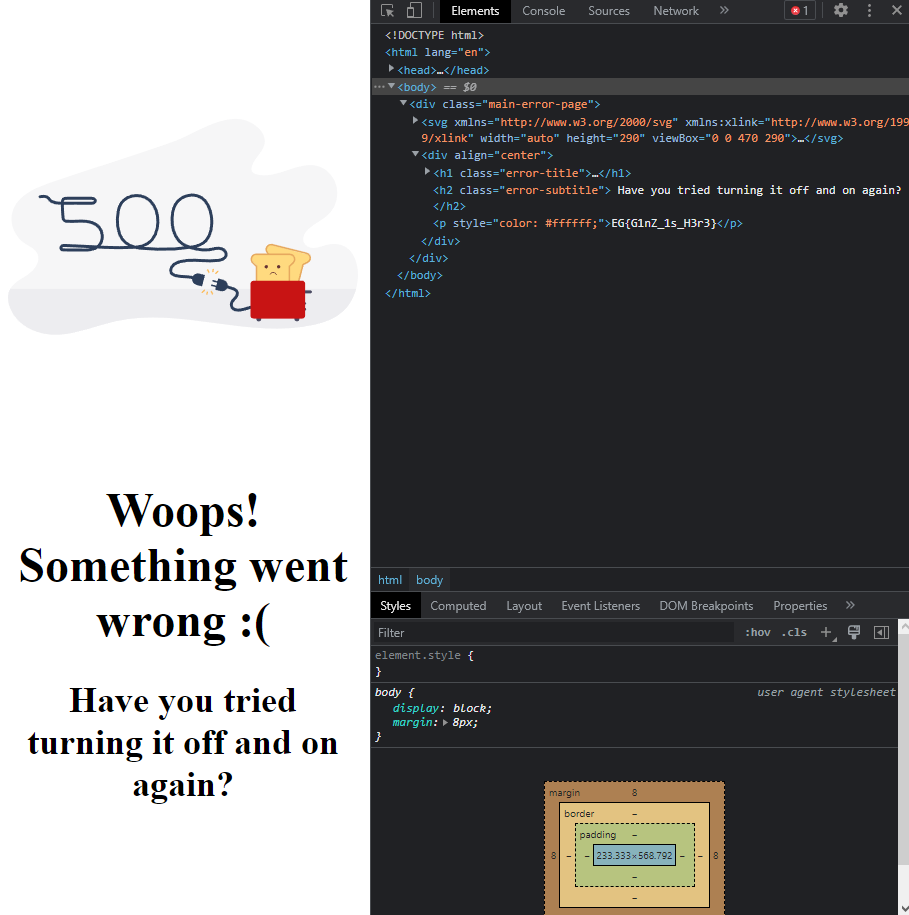 500
Woops!
Something went
wrong :(
Have you tried
turning it off and on
again?
Elements Console Sources Network » 1
<!DOCTYPE html>
<html lang="en">
<head>…</head>
<body> == $0
<div class="main-error-page">
<svg xmlns="http://www.w3.org/2000/svg" xmlns:xlink="http://www.w3.org/199
9/xlink" width="auto" height="290" viewBox="0 0 470 290">…</svg>
<div align="center">
<h1 class="error-title">…</h1>
<h2 class="error-subtitle"> Have you tried turning it off and on again?
</h2>
<p style="color: #ffffff;">EG{G1nZ_1s_H3r3}</p>
</div>
</div>
</body>
</html>
html body
Styles Computed Layout Event Listeners DOM Breakpoints Properties »
Filter :hov .cls +
element.style {
}
body { user agent stylesheet
display: block;
margin: 8px;
}
margin 8
border –
padding –
8 – – 233.333×568.792 – – 8
–
–